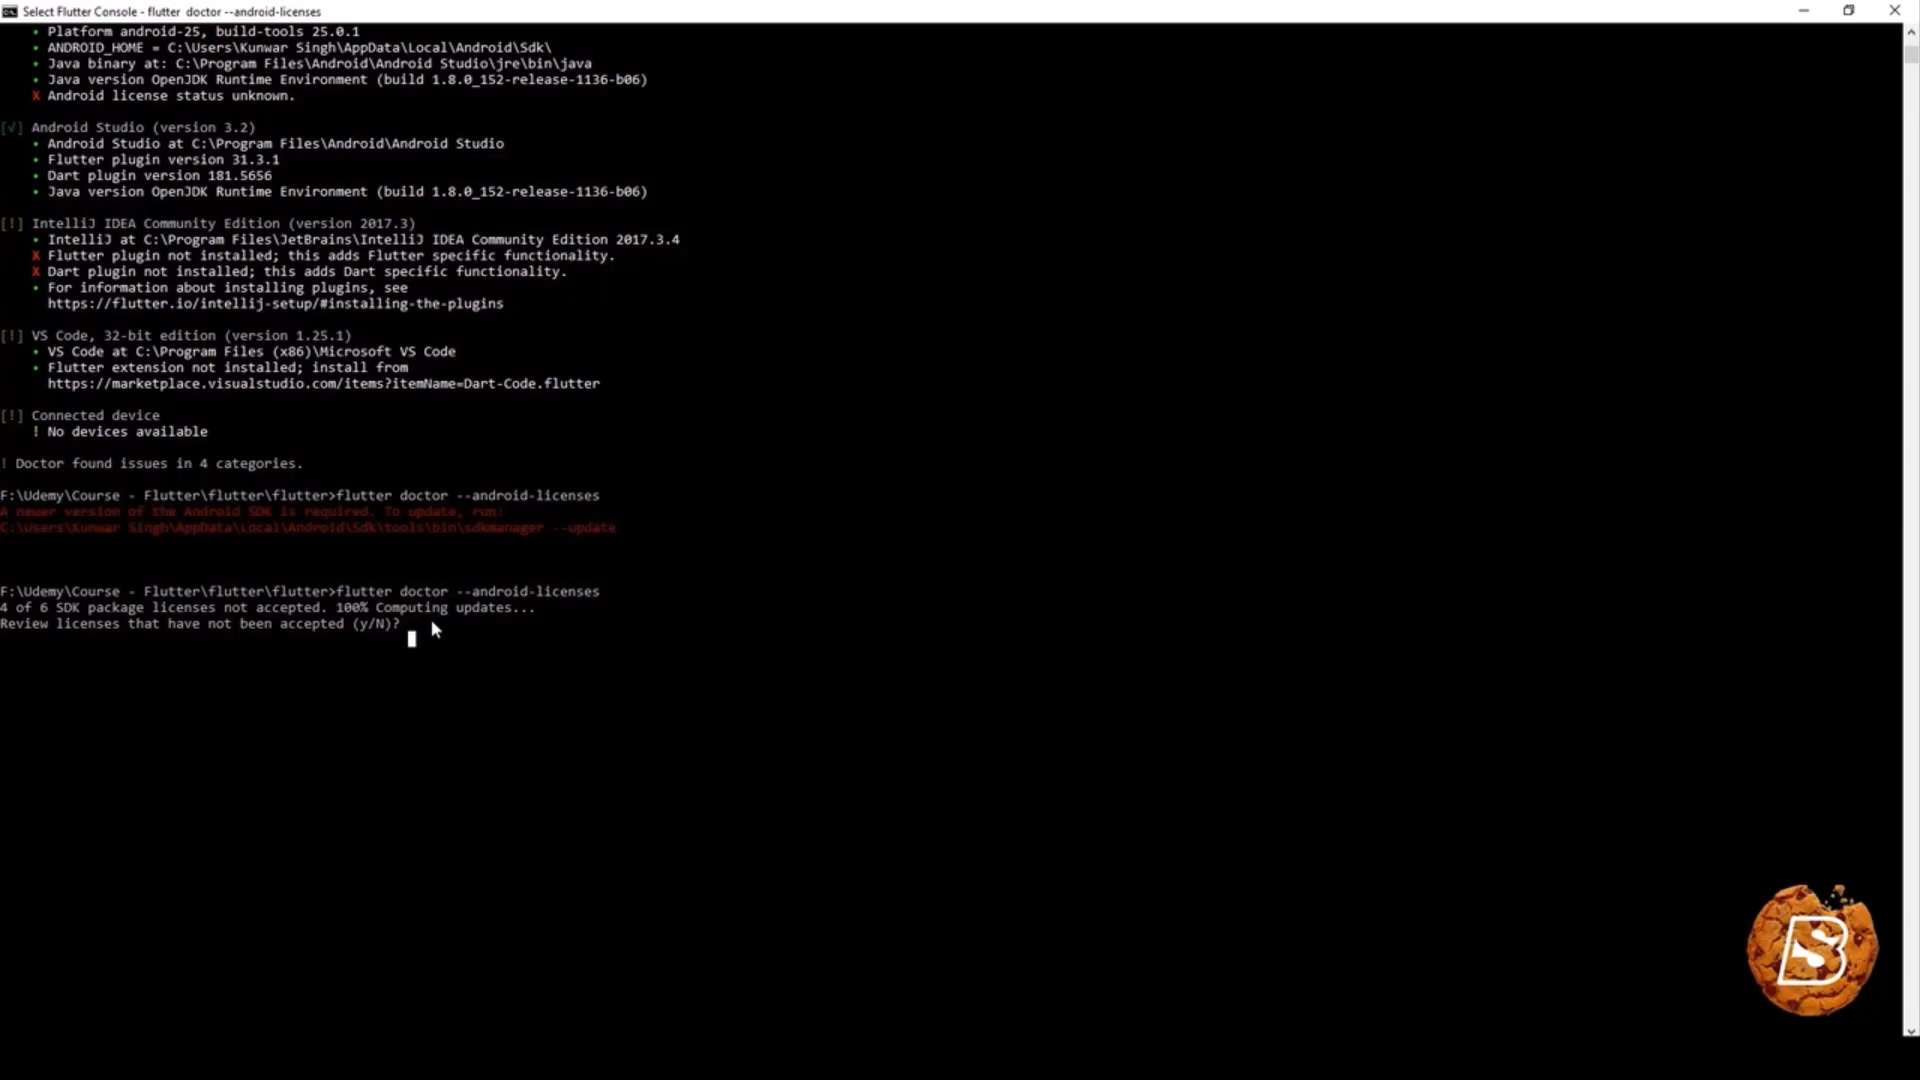 Select Flutter Console - flutter  doctor --android-licenses
• Platform android-25, build-tools 25.0.1
• ANDROID_HOME = C:\Users\Kunwar Singh\AppData\Local\Android\Sdk\
• Java binary at: C:\Program Files\Android\Android Studio\jre\bin\java
• Java version OpenJDK Runtime Environment (build 1.8.0_152-release-1136-b06)
X Android license status unknown.
[√] Android Studio (version 3.2)
• Android Studio at C:\Program Files\Android\Android Studio
• Flutter plugin version 31.3.1
• Dart plugin version 181.5656
• Java version OpenJDK Runtime Environment (build 1.8.0_152-release-1136-b06)
[!] IntelliJ IDEA Community Edition (version 2017.3)
• IntelliJ at C:\Program Files\JetBrains\IntelliJ IDEA Community Edition 2017.3.4
X Flutter plugin not installed; this adds Flutter specific functionality.
X Dart plugin not installed; this adds Dart specific functionality.
• For information about installing plugins, see
https://flutter.io/intellij-setup/#installing-the-plugins
[!] VS Code, 32-bit edition (version 1.25.1)
• VS Code at C:\Program Files (x86)\Microsoft VS Code
• Flutter extension not installed; install from
https://marketplace.visualstudio.com/items?itemName=Dart-Code.flutter
[!] Connected device
! No devices available
! Doctor found issues in 4 categories.
F:\Udemy\Course - Flutter\flutter\flutter>flutter doctor --android-licenses
A newer version of the Android SDK is required. To update, run:
C:\Users\Kunwar Singh\AppData\Local\Android\Sdk\tools\bin\sdkmanager --update
F:\Udemy\Course - Flutter\flutter\flutter>flutter doctor --android-licenses
4 of 6 SDK package licenses not accepted. 100% Computing updates...
Review licenses that have not been accepted (y/N)?